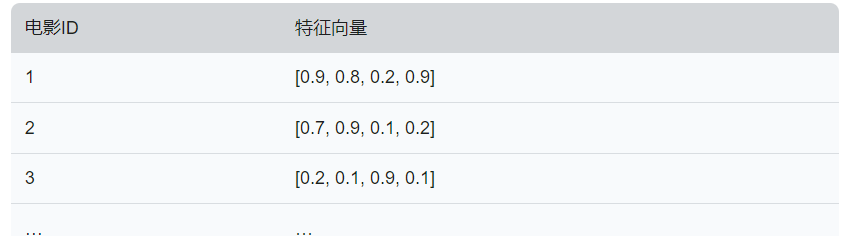 电影ID 特征向量
1 [0.9, 0.8, 0.2, 0.9]
2 [0.7, 0.9, 0.1, 0.2]
3 [0.2, 0.1, 0.9, 0.1]
... ...